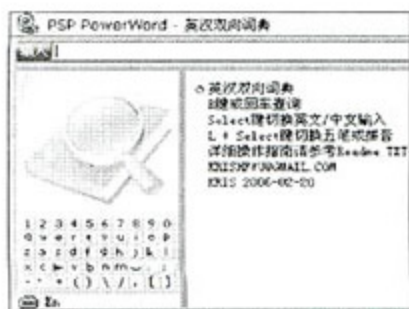 PSP PowerWord - 英汉双向词典
英汉双向词典
键或回车查询
Select键切换英文/中文输入
L + Select键切换五笔或拼音
详细操作指南请参考Readme TXT
KRIS 2006-02-20
1 2 3 4 5 6 7 8 9 0
q w e r t y u i o p
a s d f g h j k l
x c v b n m
( ) \ / , [ ]
En